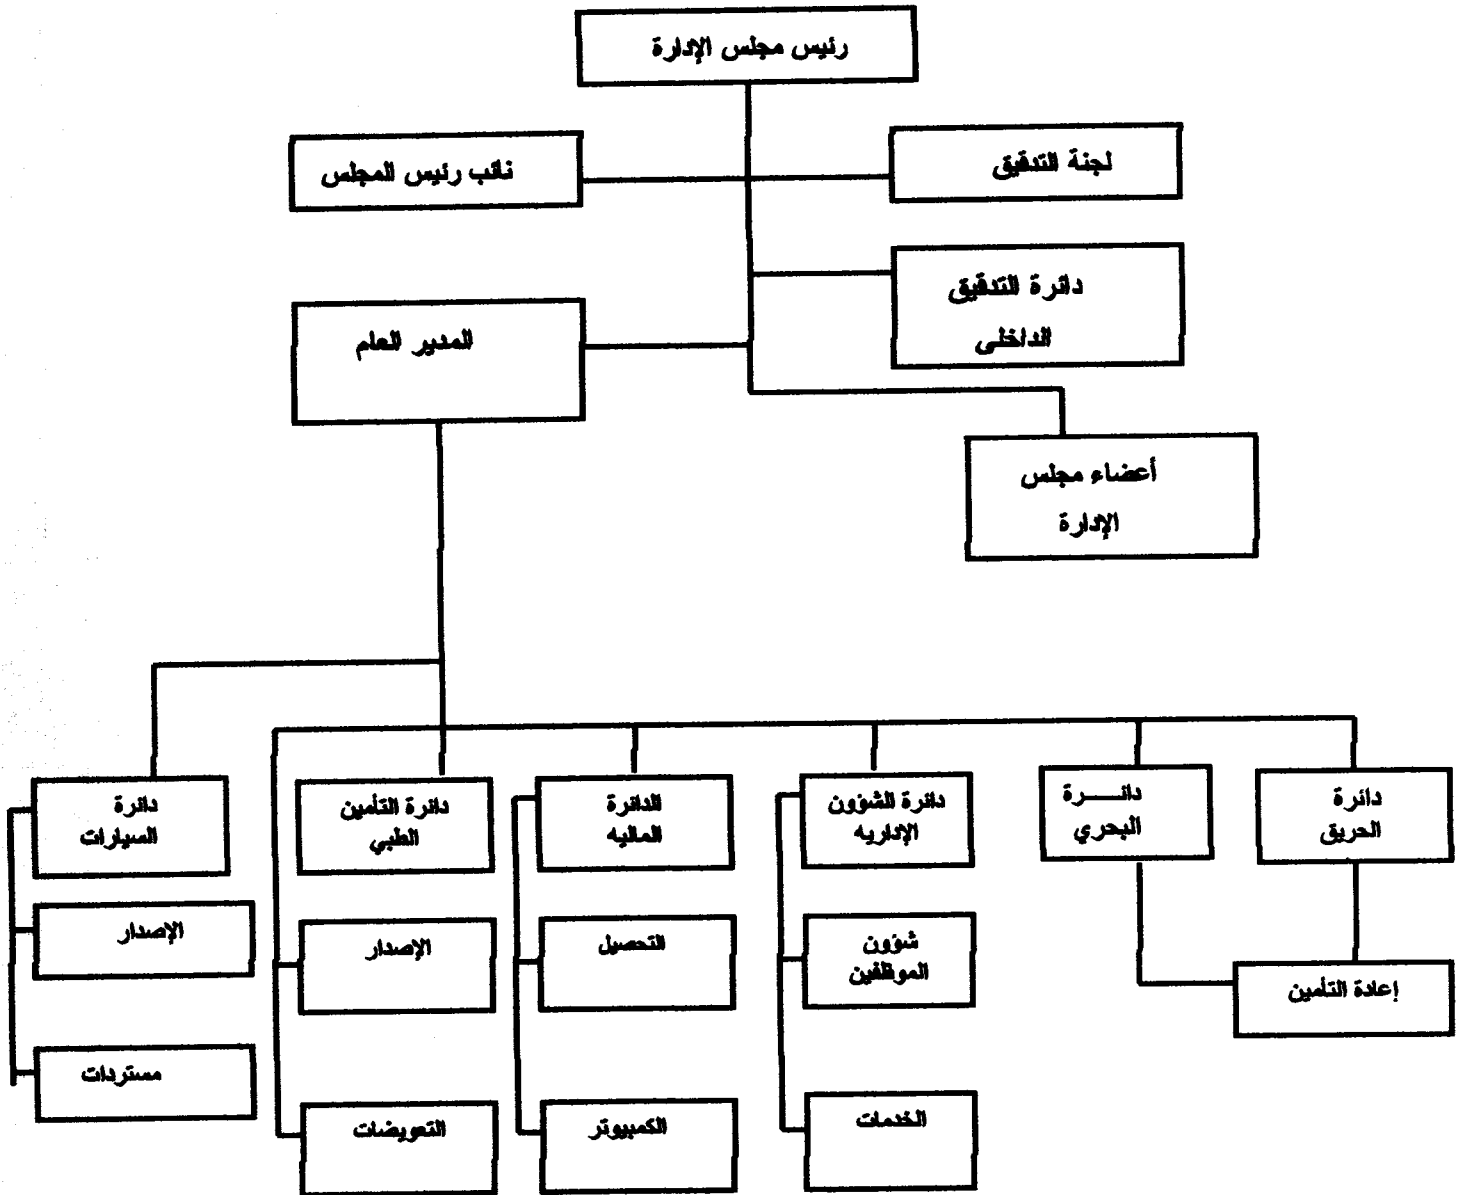 رئيس مجلس الإدارة
لجنة التدقيق
نائب رئيس المجلس
دائرة التدقيق
الداخلى
المدير العام
أعضاء مجلس
الإدارة
دائرة
الحريق
دائـــــرة
البحري
دائرة الشؤون
الإداريه
الدائرة
الماليه
دائرة التأمين
الطبي
دائرة
السيارات
إعادة التأمين
شؤون
الموظفين
التحصيل
الإصدار
الإصدار
الخدمات
الكمبيوتر
التعويضات
مستردات